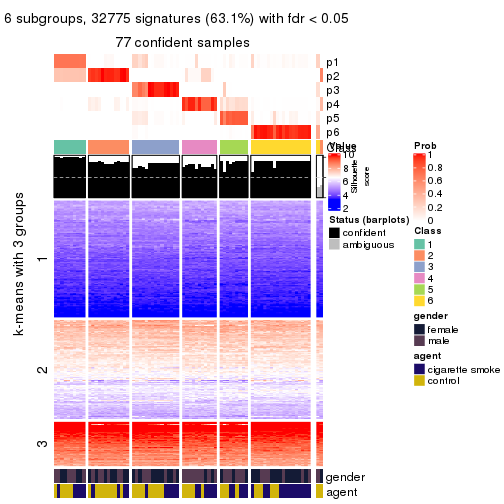 6 subgroups, 32775 signatures (63.1%) with fdr < 0.05
77 confident samples
p1
p2
p3
p4
p5
p6
Class
1
2
3
k-means with 3 groups
gender
agent
Value
10
8
6
4
2
Silhouette
score
Status (barplots)
confident
ambiguous
Prob
1
0.8
0.6
0.4
0.2
0
Class
1
2
3
4
5
6
gender
female
male
agent
cigarette smoke
control